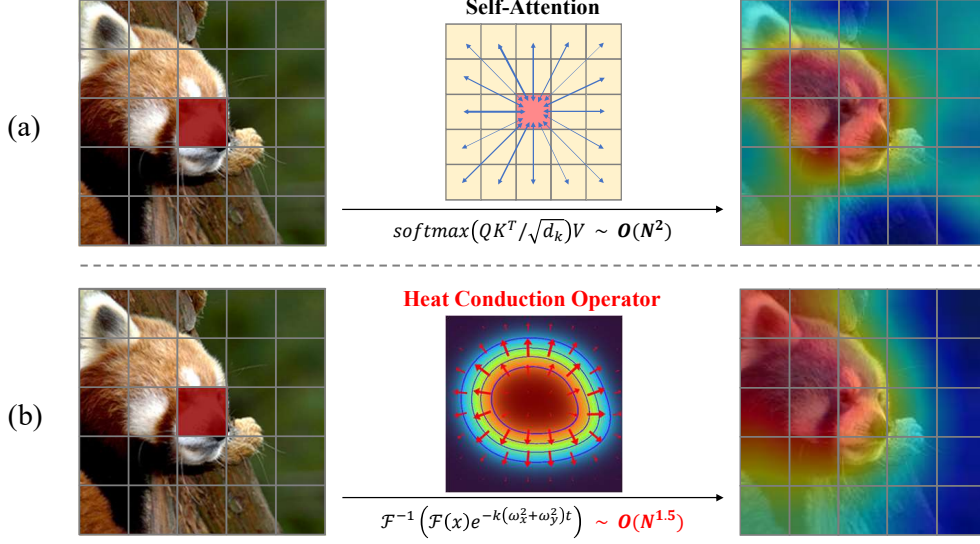 Self-Attention
(a)
softmax(QK^T/√d_k)V ~ O(N^2)
Heat Conduction Operator
(b)
ℱ^{-1}(ℱ(x)e^{-k(ω_x^2+ω_y^2)t}) ~ O(N^{1.5})